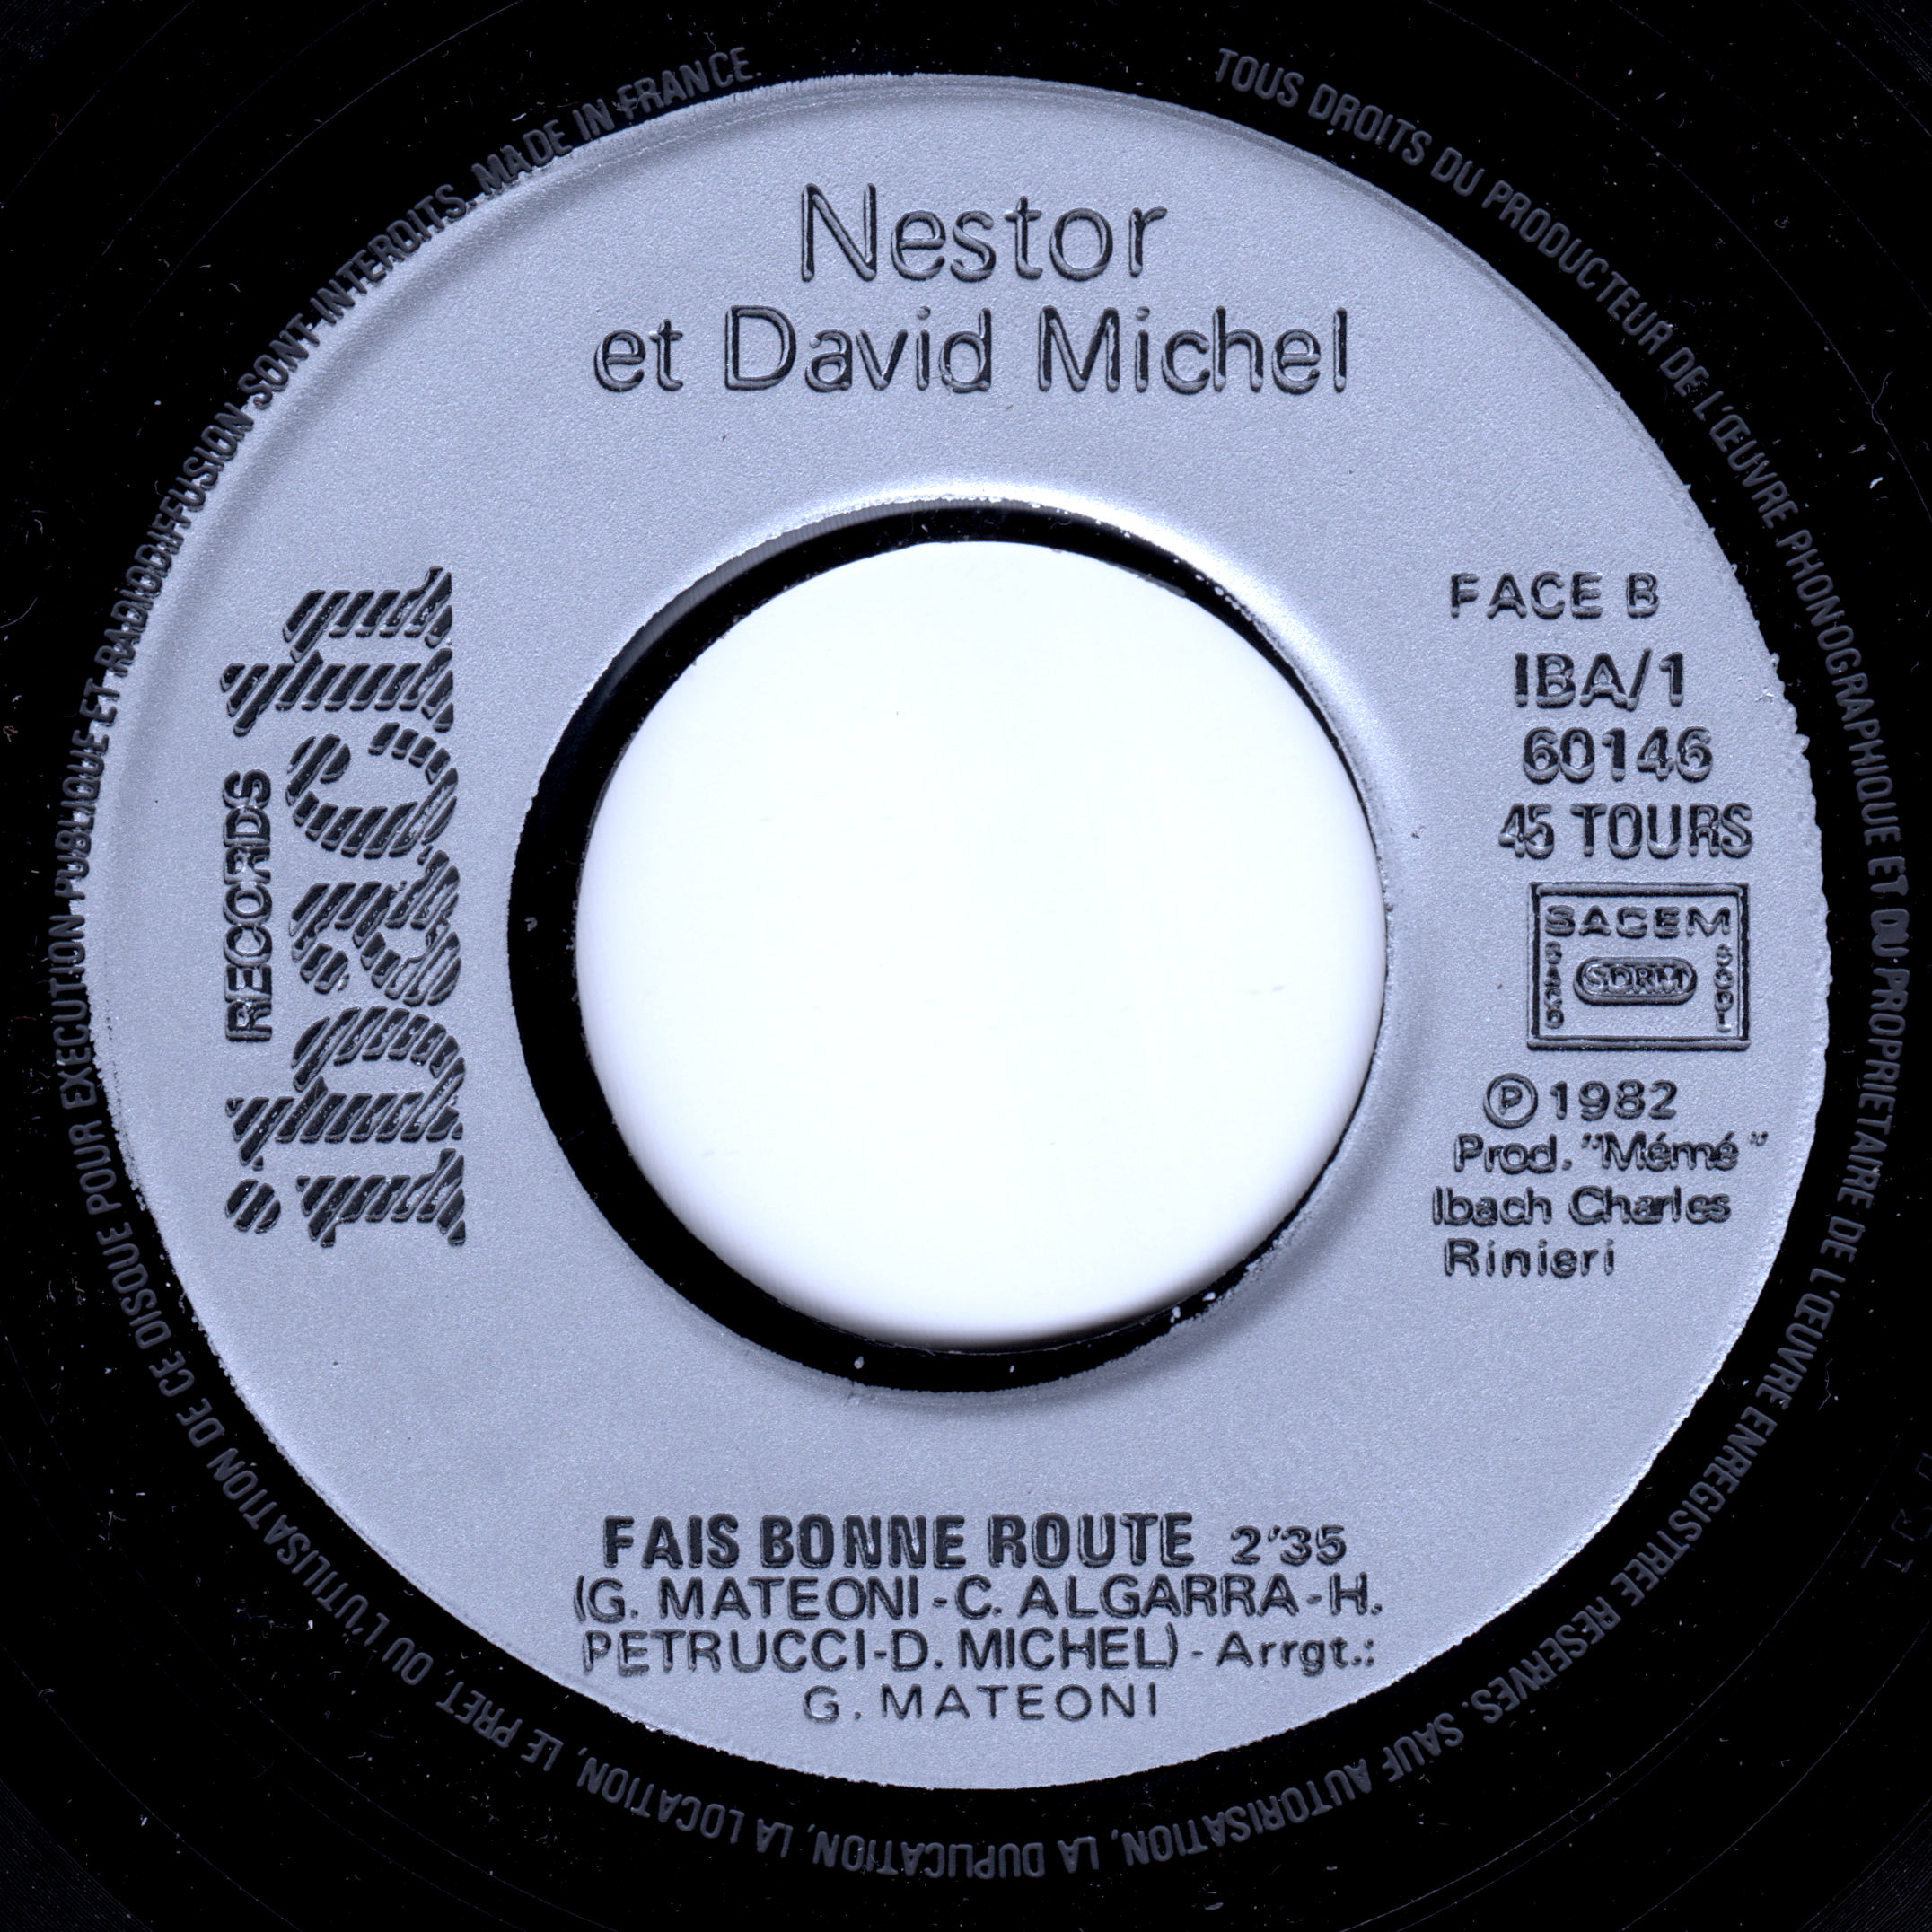 Nestor
et David Michel
ibach
RECORDS
FACE B
IBA/1
60146
45 TOURS
SACEM
SACD
SDRM
SGDL
℗ 1982
Prod. "Mémé"
Ibach Charles
Rinieri
FAIS BONNE ROUTE 2'35
(G. MATEONI - C. ALGARRA - H.
PETRUCCI - D. MICHEL) - Arrgt.:
G. MATEONI
TOUS DROITS DU PRODUCTEUR DE L'ŒUVRE PHONOGRAPHIQUE ET DU PROPRIETAIRE DE L'ŒUVRE ENREGISTREE RESERVES. SAUF AUTORISATION, LA DUPLICATION, LA LOCATION, LE PRET, OU L'UTILISATION DE CE DISQUE POUR EXECUTION PUBLIQUE ET RADIODIFFUSION SONT INTERDITS. MADE IN FRANCE.